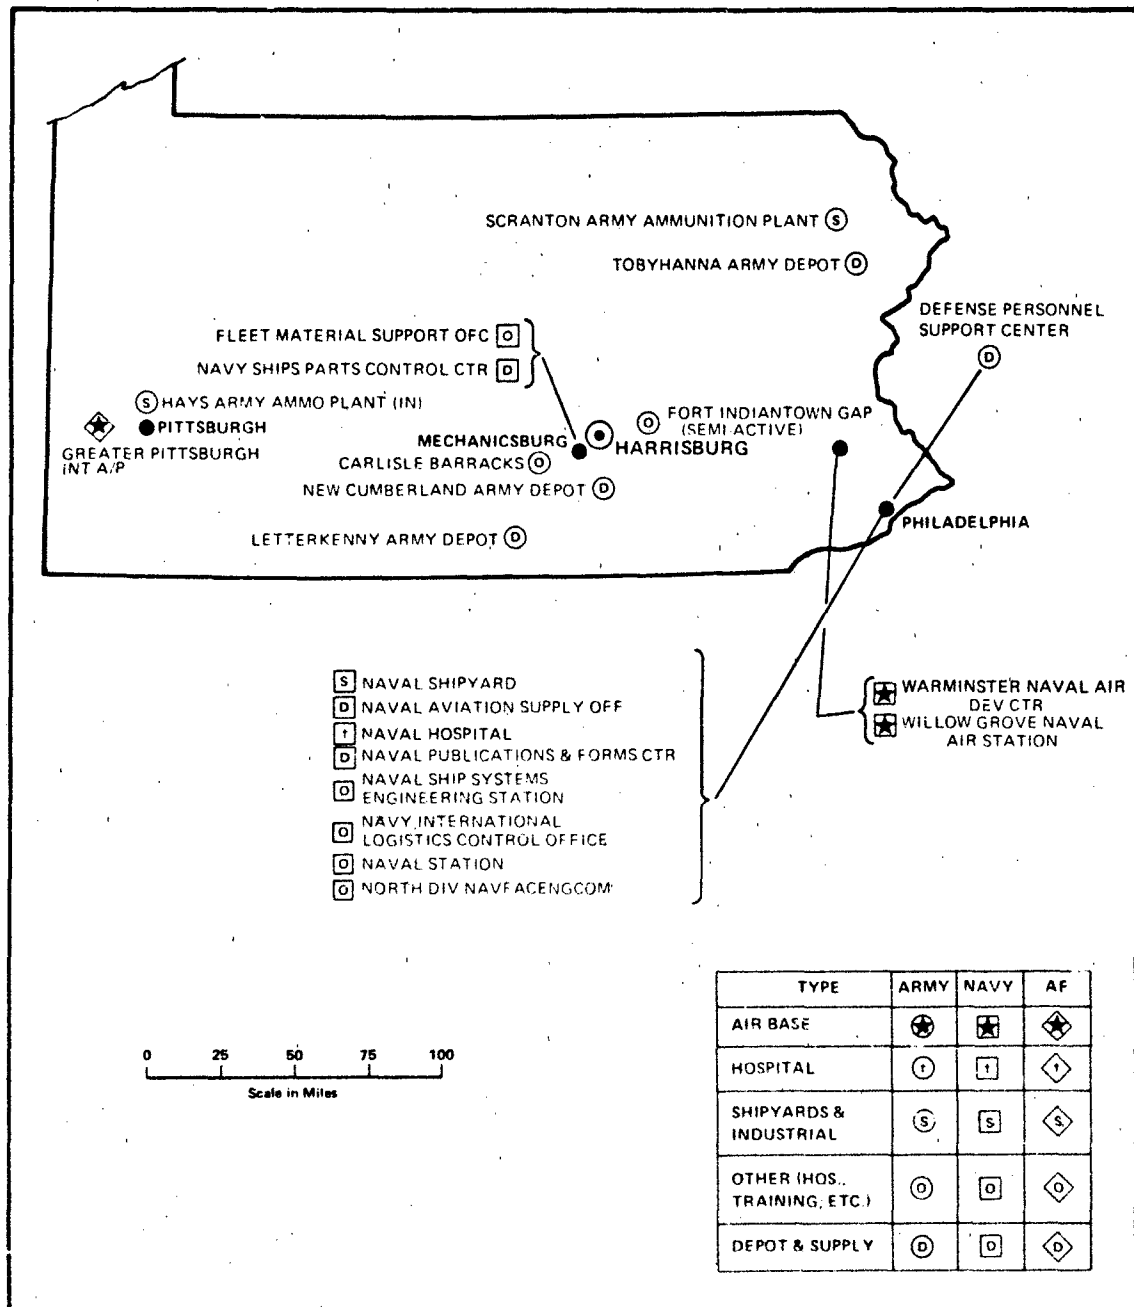 SCRANTON ARMY AMMUNITION PLANT S
TOBYHANNA ARMY DEPOT D
DEFENSE PERSONNEL
SUPPORT CENTER
D
FLEET MATERIAL SUPPORT OFC O
NAVY SHIPS PARTS CONTROL CTR D
S HAYS ARMY AMMO PLANT (IN)
PITTSBURGH
GREATER PITTSBURGH
INT A/P
O FORT INDIANTOWN GAP
(SEMI-ACTIVE)
MECHANICSBURG
HARRISBURG
CARLISLE BARRACKS O
NEW CUMBERLAND ARMY DEPOT D
LETTERKENNY ARMY DEPOT D
PHILADELPHIA
S NAVAL SHIPYARD
D NAVAL AVIATION SUPPLY OFF
† NAVAL HOSPITAL
D NAVAL PUBLICATIONS & FORMS CTR
O NAVAL SHIP SYSTEMS
ENGINEERING STATION
O NAVY INTERNATIONAL
LOGISTICS CONTROL OFFICE
O NAVAL STATION
O NORTH DIV NAVFACENGCOM
WARMINSTER NAVAL AIR
DEV CTR
WILLOW GROVE NAVAL
AIR STATION
0 25 50 75 100
Scale in Miles
TYPE ARMY NAVY AF
AIR BASE
HOSPITAL † † †
SHIPYARDS &
INDUSTRIAL S S S
OTHER (HOS.,
TRAINING, ETC.) O O O
DEPOT & SUPPLY D D D